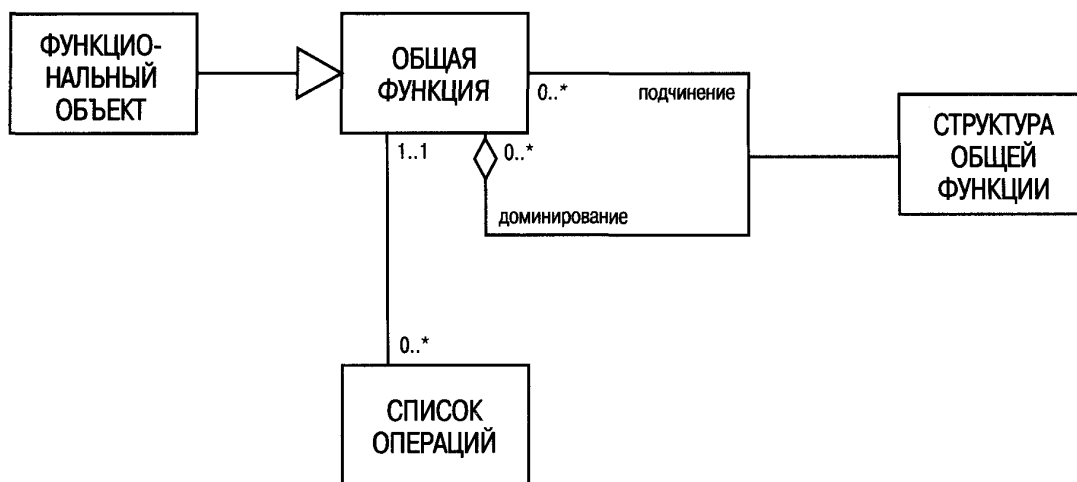 ФУНКЦИО-
НАЛЬНЫЙ
ОБЪЕКТ
ОБЩАЯ
ФУНКЦИЯ
0..*
подчинение
СТРУКТУРА
ОБЩЕЙ
ФУНКЦИИ
1..1
0..*
доминирование
0..*
СПИСОК
ОПЕРАЦИЙ